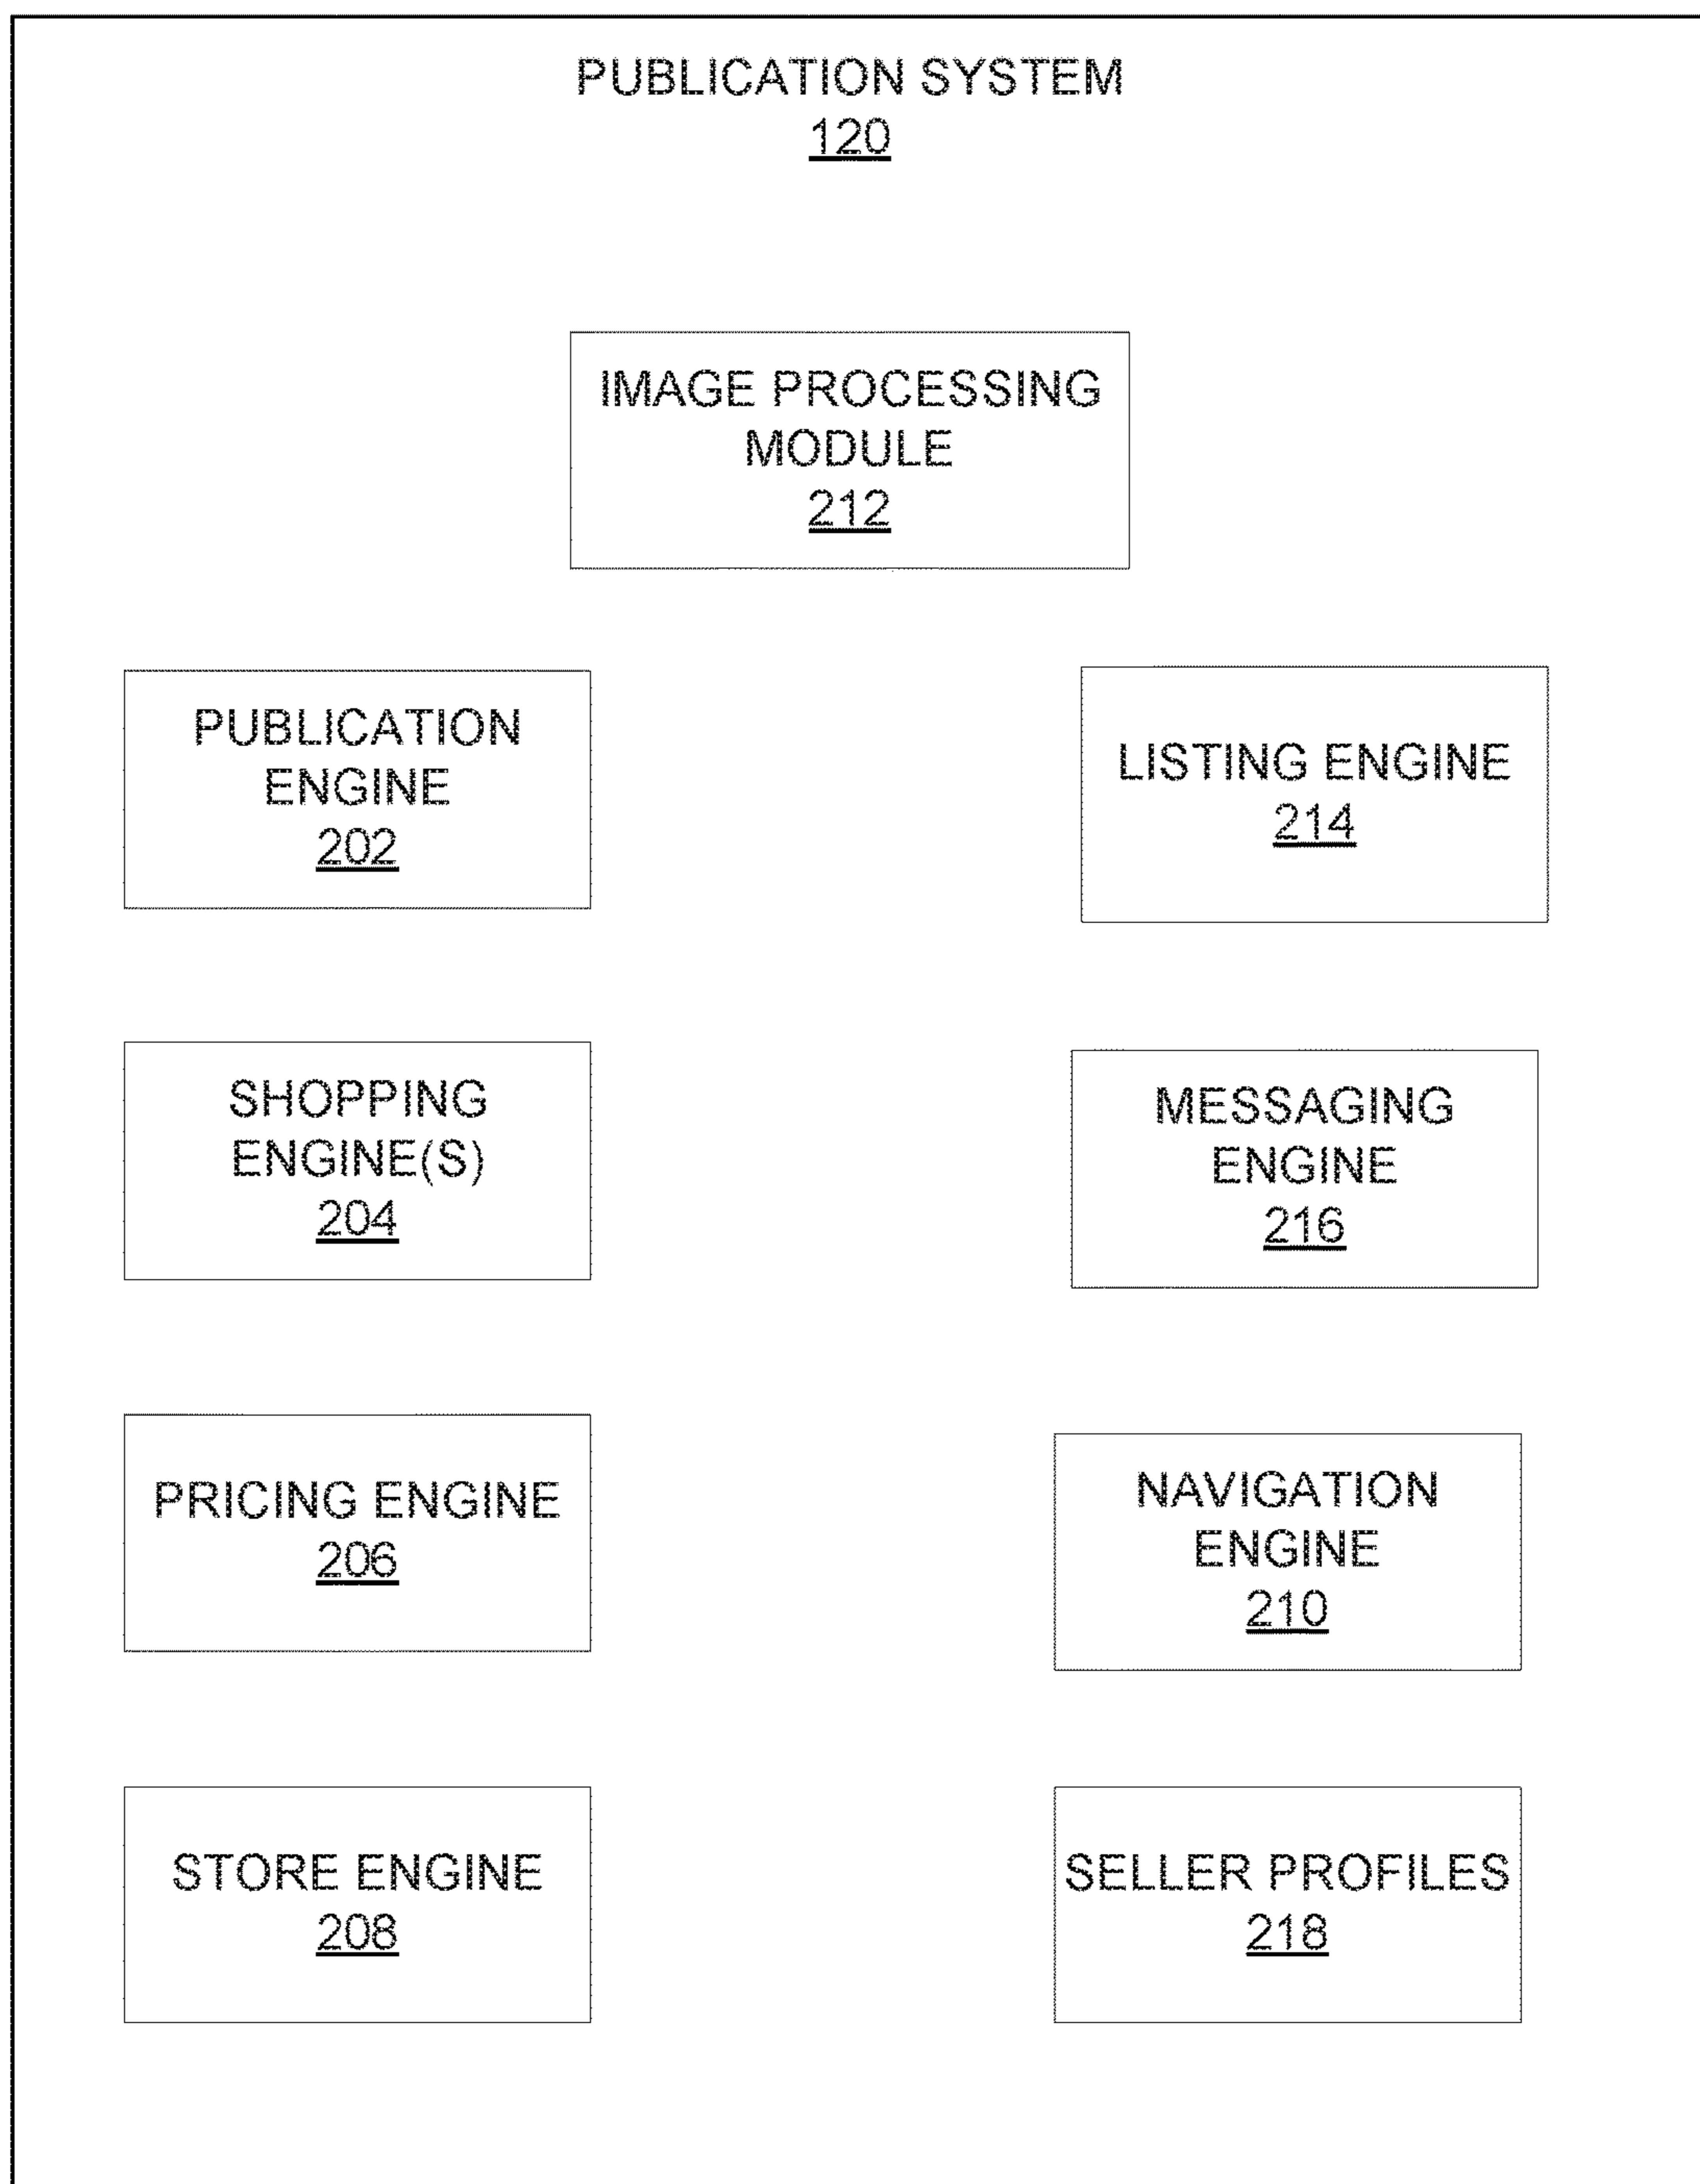 PUBLICATION SYSTEM
120
IMAGE PROCESSING
MODULE
212
PUBLICATION
ENGINE
202
LISTING ENGINE
214
SHOPPING
ENGINE(S)
204
MESSAGING
ENGINE
216
PRICING ENGINE
206
NAVIGATION
ENGINE
210
STORE ENGINE
208
SELLER PROFILES
218